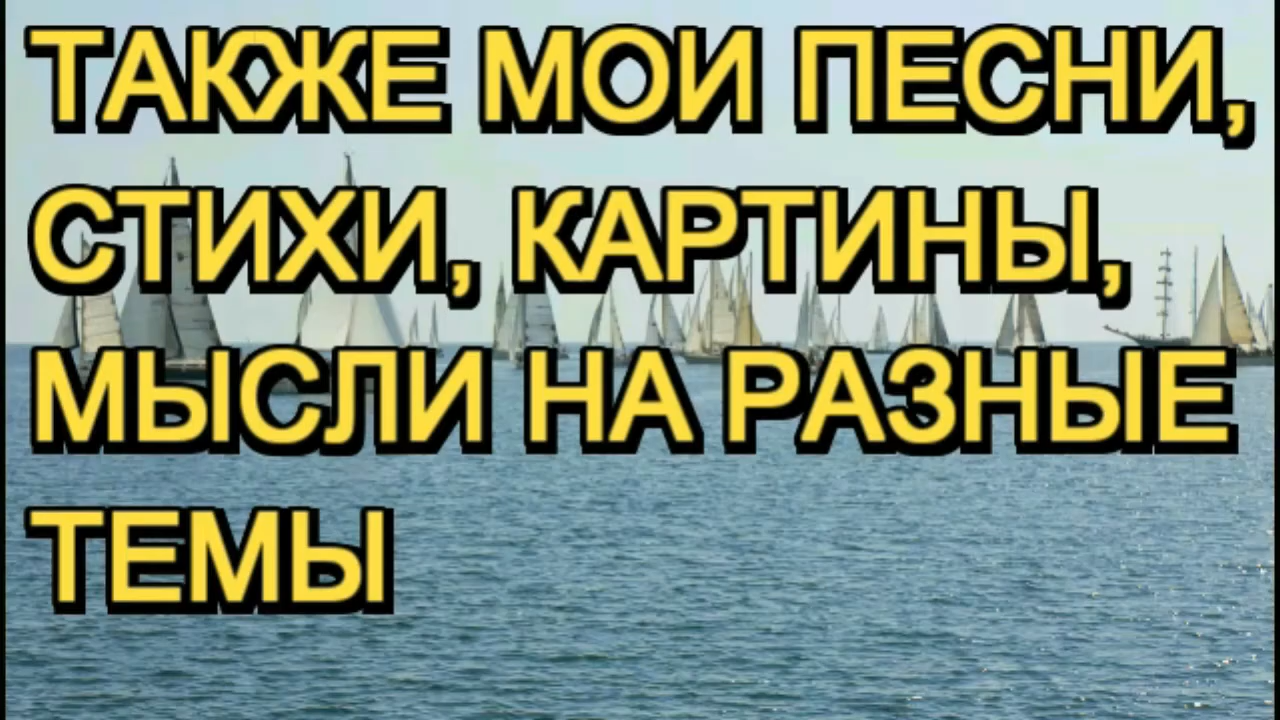 ТАКЖЕ МОИ ПЕСНИ,
СТИХИ, КАРТИНЫ,
МЫСЛИ НА РАЗНЫЕ
ТЕМЫ